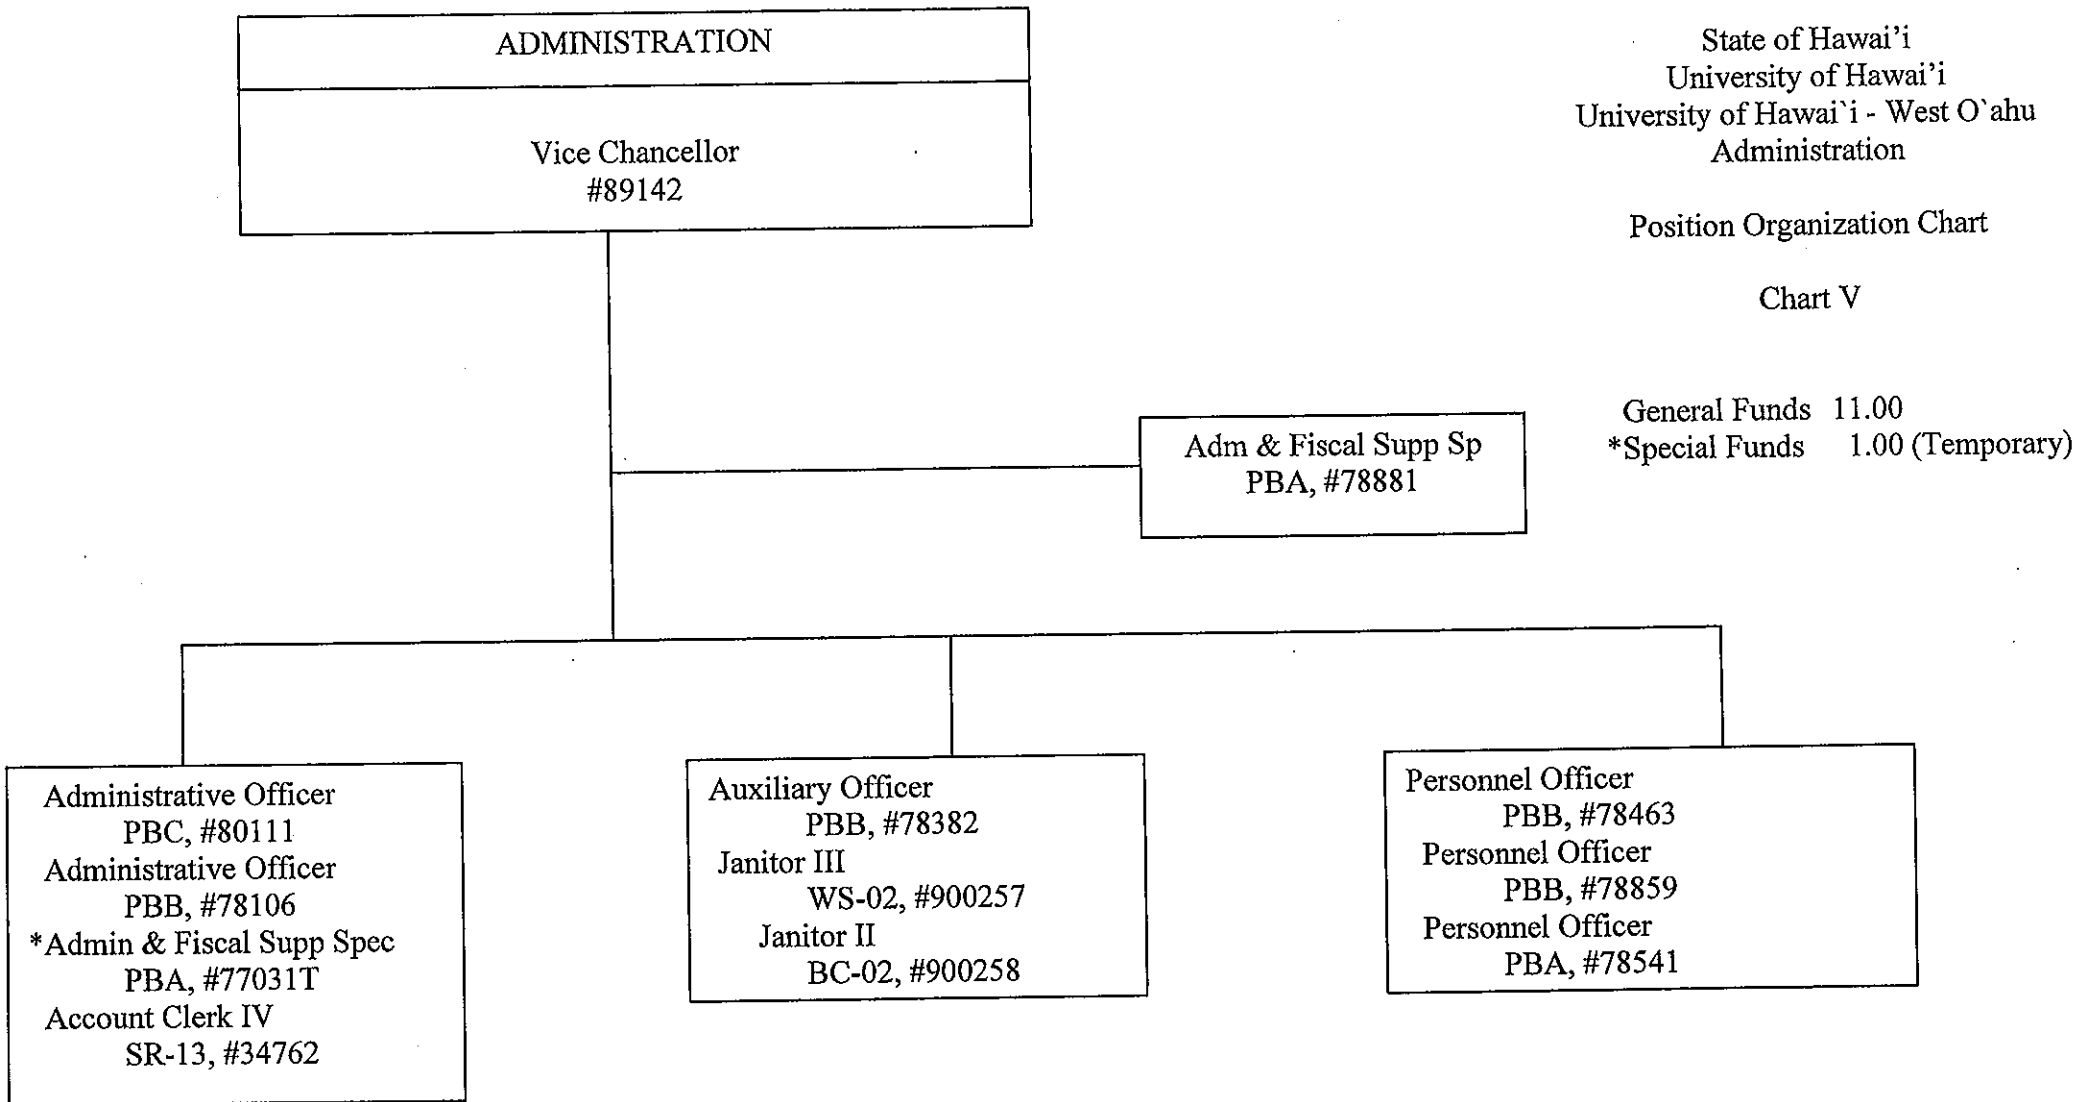 ADMINISTRATION
Vice Chancellor
#89142
State of Hawai'i
University of Hawai'i
University of Hawai`i - West O`ahu
Administration
Position Organization Chart
Chart V
General Funds 11.00
*Special Funds 1.00 (Temporary)
Adm & Fiscal Supp Sp
PBA, #78881
Administrative Officer
PBC, #80111
Administrative Officer
PBB, #78106
*Admin & Fiscal Supp Spec
PBA, #77031T
Account Clerk IV
SR-13, #34762
Auxiliary Officer
PBB, #78382
Janitor III
WS-02, #900257
Janitor II
BC-02, #900258
Personnel Officer
PBB, #78463
Personnel Officer
PBB, #78859
Personnel Officer
PBA, #78541